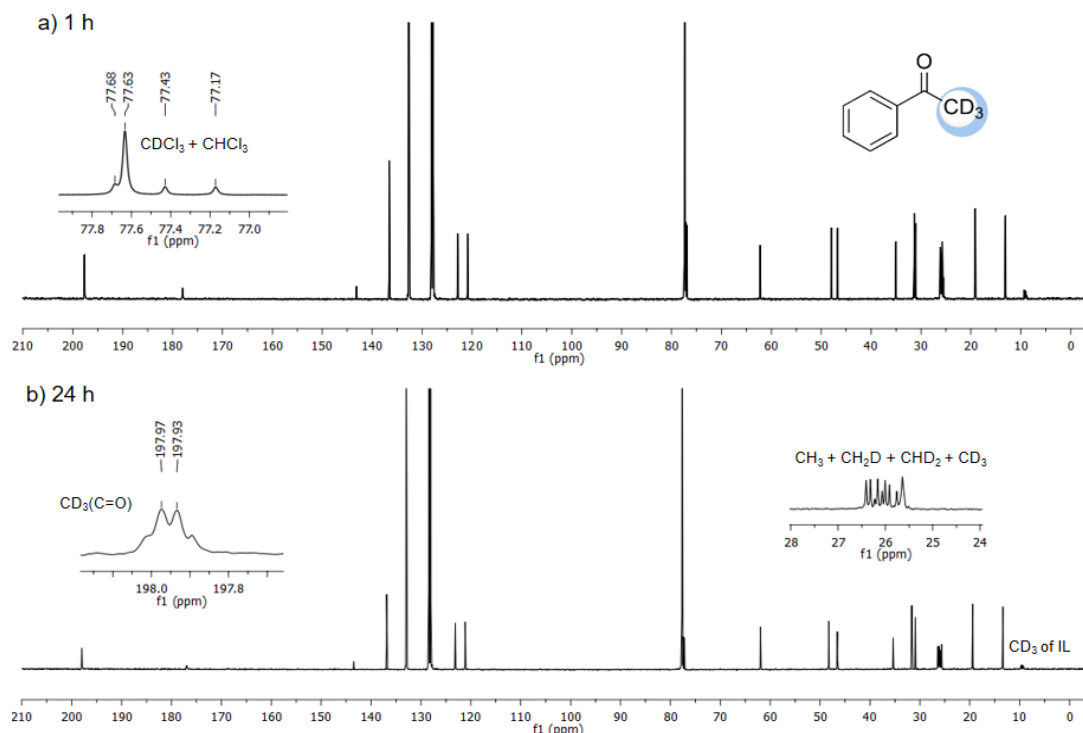 a) 1 h
77.68
77.63
77.43
77.17
CDCl₃ + CHCl₃
77.8 77.6 77.4 77.2 77.0
f1 (ppm)
O
CD₃
210 200 190 180 170 160 150 140 130 120 110 100 90 80 70 60 50 40 30 20 10 0
f1 (ppm)
b) 24 h
197.97
197.93
CD₃(C=O)
198.0 197.8
f1 (ppm)
CH₃ + CH₂D + CHD₂ + CD₃
28 27 26 25 24
f1 (ppm)
CD₃ of IL
210 200 190 180 170 160 150 140 130 120 110 100 90 80 70 60 50 40 30 20 10 0
f1 (ppm)